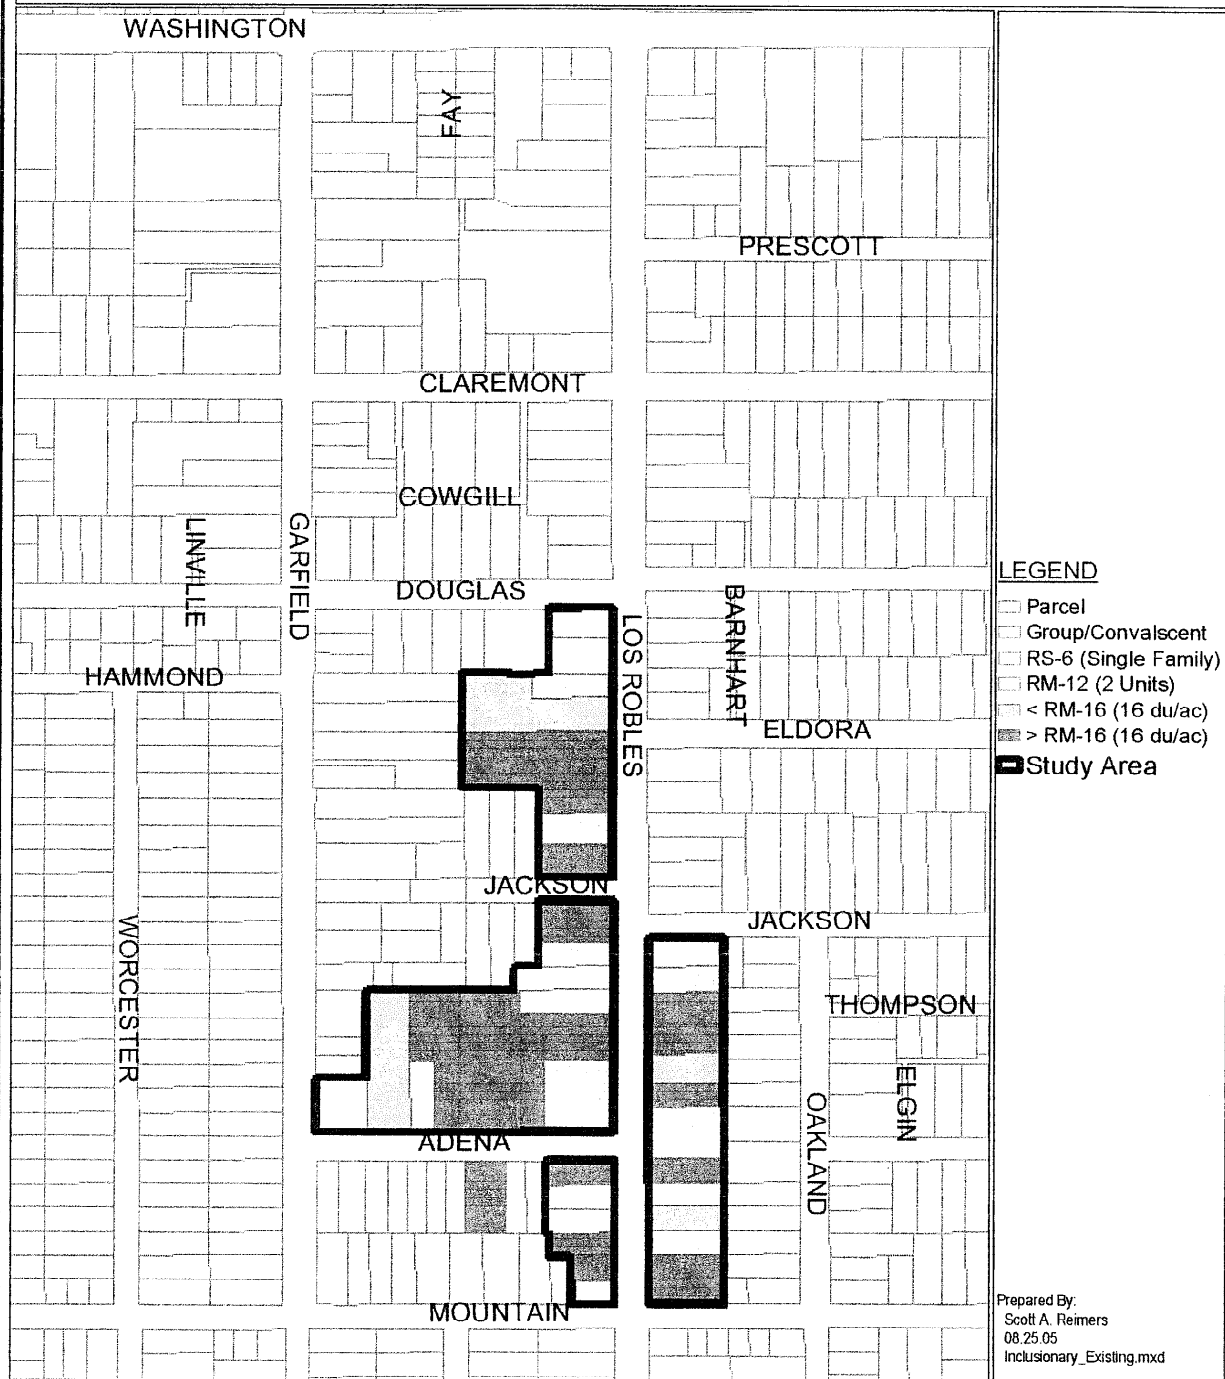 WASHINGTON
FAY
PRESCOTT
CLAREMONT
COWGILL
LINVILLE
GARFIELD
DOUGLAS
LOS ROBLES
BARNHART
HAMMOND
ELDORA
JACKSON
JACKSON
WORCESTER
THOMPSON
ELGIN
OAKLAND
ADENA
MOUNTAIN
LEGEND
Parcel
Group/Convalscent
RS-6 (Single Family)
RM-12 (2 Units)
< RM-16 (16 du/ac)
> RM-16 (16 du/ac)
Study Area
Prepared By:
Scott A. Reimers
08.25.05
Inclusionary_Existing.mxd